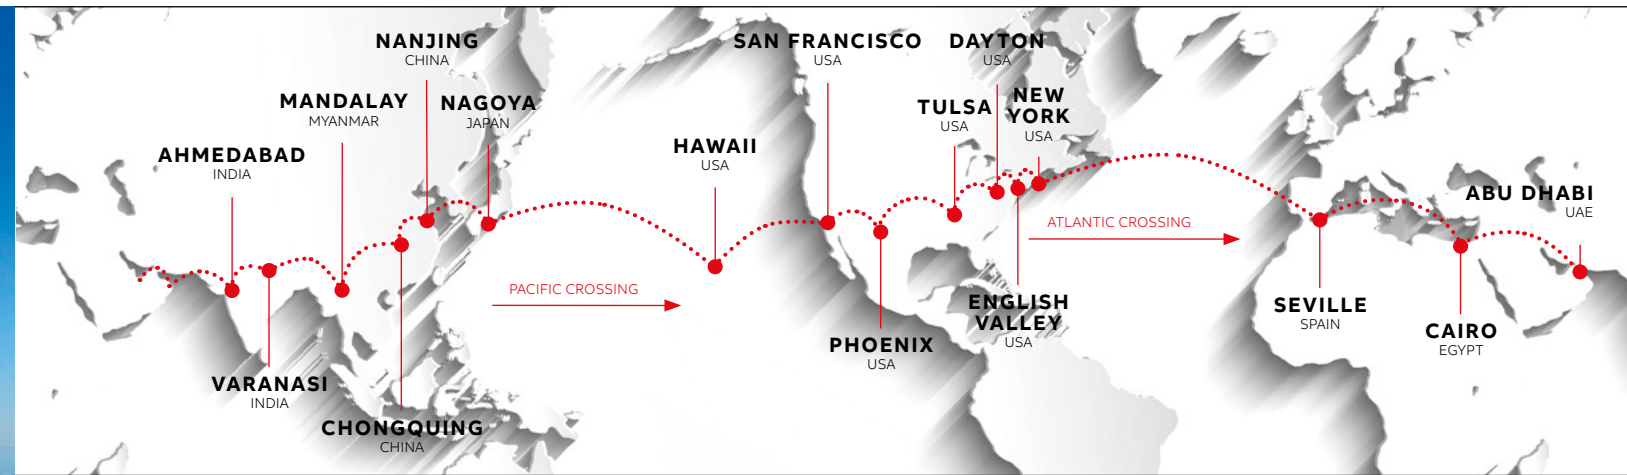 NANJING
CHINA
SAN FRANCISCO
USA
DAYTON
USA
MANDALAY
MYANMAR
NAGOYA
JAPAN
TULSA
USA
NEW
YORK
USA
AHMEDABAD
INDIA
HAWAII
USA
ABU DHABI
UAE
ATLANTIC CROSSING
PACIFIC CROSSING
ENGLISH
VALLEY
USA
SEVILLE
SPAIN
PHOENIX
USA
CAIRO
EGYPT
VARANASI
INDIA
CHONGQUING
CHINA